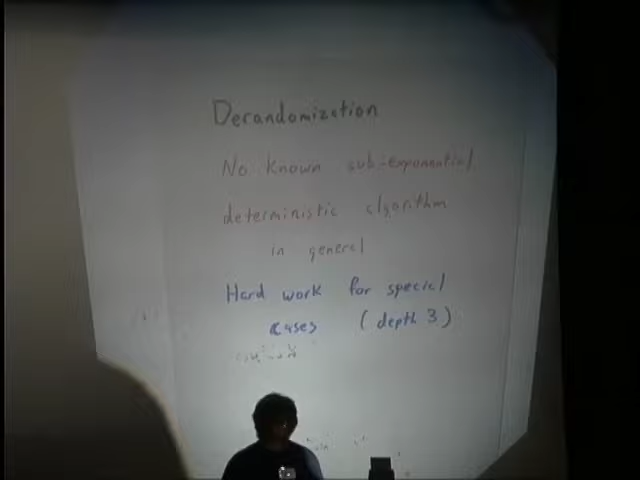 Derandomization
No known sub-exponential
deterministic algorithm
in general
Hard work for special
cases (depth 3)